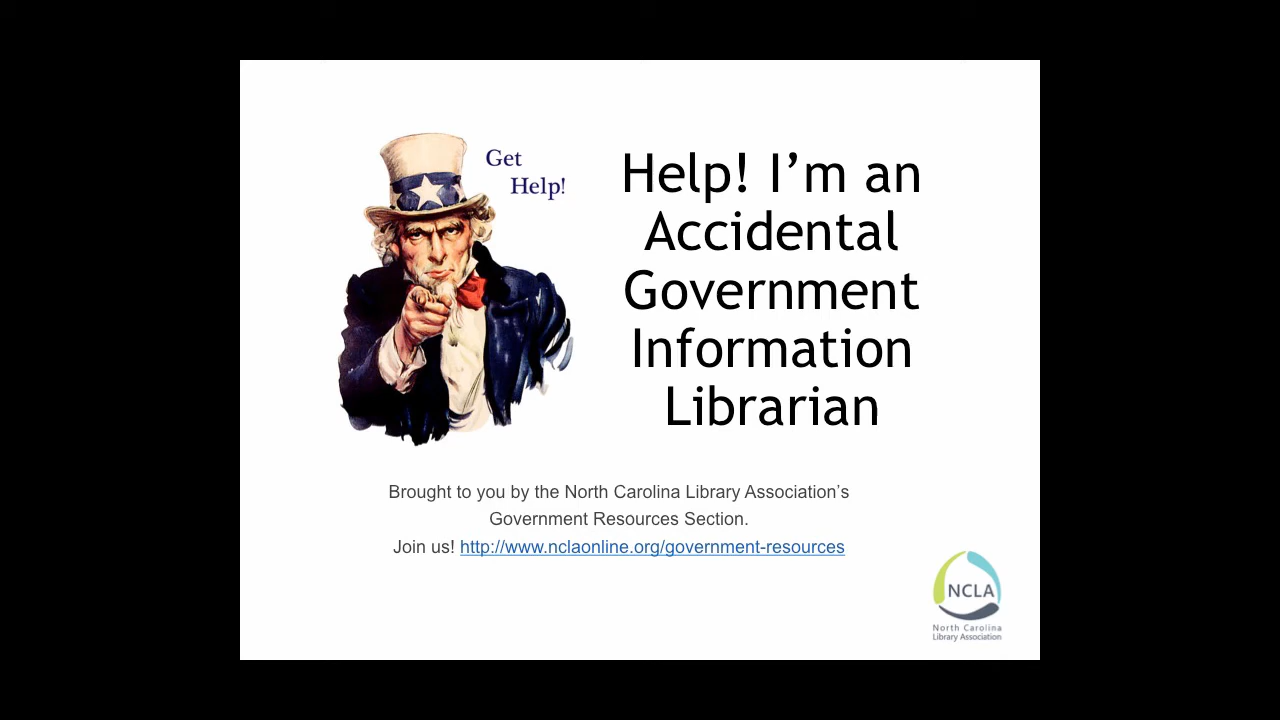 Get
Help!
Help! I’m an
Accidental
Government
Information
Librarian
Brought to you by the North Carolina Library Association’s
Government Resources Section.
Join us! http://www.nclaonline.org/government-resources
NCLA
North Carolina
Library Association